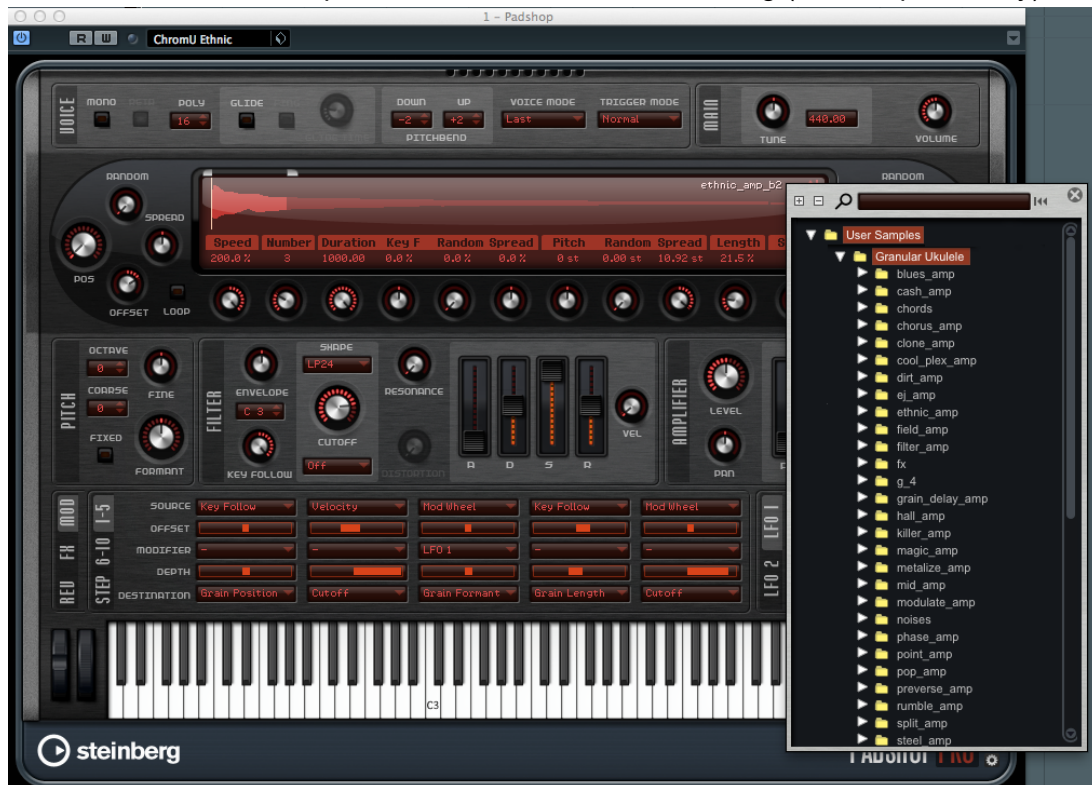 1 - Padshop
R W ChromU Ethnic
VOICE MONO POLY GLIDE DOWN UP VOICE MODE TRIGGER MODE MAIN
16 -2 +2 Last Normal 440.00
PITCHBEND TUNE VOLUME
RANDOM ethnic_amp_b2 RANDOM
SPREAD
Speed Number Duration Key F Random Spread Pitch Random Spread Length S
200.0 % 3 1000.00 0.0 % 0.0 % 0.0 % 0 st 0.00 st 10.92 st 21.5 %
POS
OFFSET LOOP
PITCH OCTAVE 0
COARSE 0 FINE
FIXED
FORMANT
FILTER ENVELOPE
C 3
KEY FOLLOW
SHAPE
LP24
CUTOFF
Off
RESONANCE
DISTORTION
A D S R
VEL
AMPLIFIER LEVEL
PAN
MOD FX REV
1-5 6-10 STEP
SOURCE Key Follow Velocity Mod Wheel Key Follow Mod Wheel
OFFSET
MODIFIER - - LFO 1 - -
DEPTH
DESTINATION Grain Position Cutoff Grain Formant Grain Length Cutoff
LFO 1
LFO 2
C3
steinberg
PADSHOP PRO
User Samples
Granular Ukulele
blues_amp
cash_amp
chords
chorus_amp
clone_amp
cool_plex_amp
dirt_amp
ej_amp
ethnic_amp
field_amp
filter_amp
fx
g_4
grain_delay_amp
hall_amp
killer_amp
magic_amp
metalize_amp
mid_amp
modulate_amp
noises
phase_amp
point_amp
pop_amp
preverse_amp
rumble_amp
split_amp
steel_amp